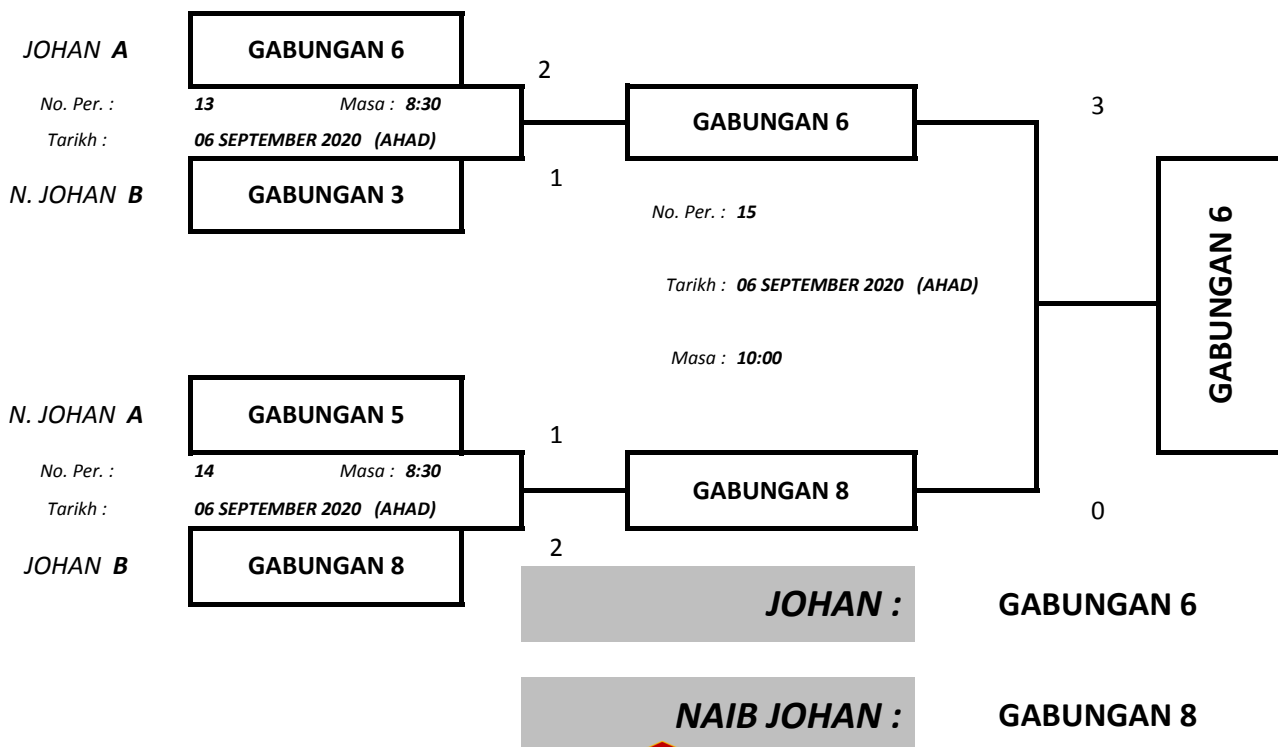 JOHAN A GABUNGAN 6
2
No. Per. : 13 Masa : 8:30
GABUNGAN 6
3
Tarikh : 06 SEPTEMBER 2020 (AHAD)
N. JOHAN B GABUNGAN 3
1
No. Per. : 15
GABUNGAN 6
Tarikh : 06 SEPTEMBER 2020 (AHAD)
Masa : 10:00
N. JOHAN A GABUNGAN 5
1
No. Per. : 14 Masa : 8:30
GABUNGAN 8
Tarikh : 06 SEPTEMBER 2020 (AHAD)
0
2
JOHAN B GABUNGAN 8
JOHAN : GABUNGAN 6
NAIB JOHAN : GABUNGAN 8